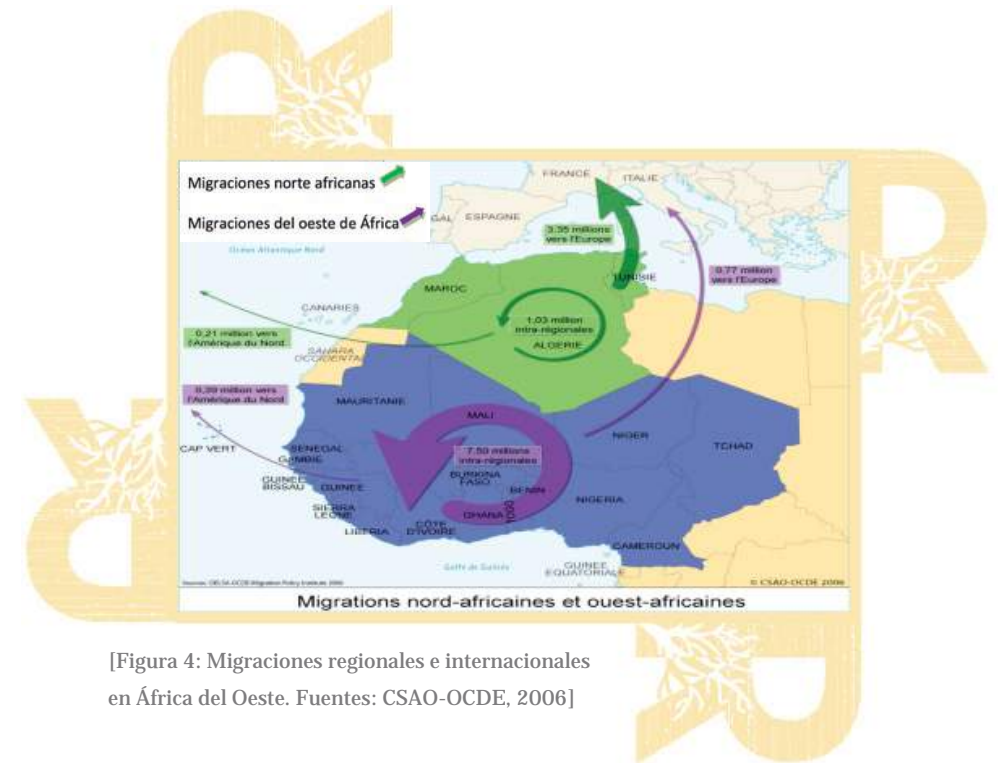 Migraciones norte africanas
Migraciones del oeste de África
FRANCE
ITALIE
GAL
ESPAGNE
3.35 millions
vers l'Europe
Océan Atlantique Nord
TUNISIE
0.77 million
vers l'Europe
MAROC
CANARIES
1,03 million
intra-régionales
ALGERIE
0,21 million vers
l'Amérique du Nord
SAHARA
OCCIDENTAL
0,39 million vers
l'Amérique du Nord
MAURITANIE
MALI
NIGER
TCHAD
CAP VERT
SENEGAL
GAMBIE
7.50 millions
intra-régionales
GUINEE
BISSAU
GUINEE
BURKINA
FASO
BENIN
NIGERIA
SIERRA
LEONE
GHANA
TOGO
LIBERIA
CÔTE
D'IVOIRE
CAMEROUN
Golfe de Guinée
GUINEE
EQUATORIALE
© CSAO-OCDE 2006
Migrations nord-africaines et ouest-africaines
[Figura 4: Migraciones regionales e internacionales
en África del Oeste. Fuentes: CSAO-OCDE, 2006]